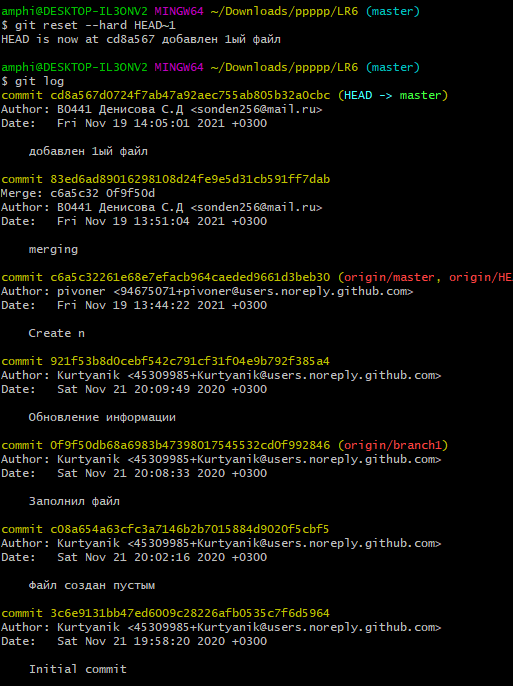 amphi@DESKTOP-IL3ONV2 MINGW64 ~/Downloads/ppppp/LR6 (master)
$ git reset --hard HEAD~1
HEAD is now at cd8a567 добавлен 1ый файл
amphi@DESKTOP-IL3ONV2 MINGW64 ~/Downloads/ppppp/LR6 (master)
$ git log
commit cd8a567d0724f7ab47a92aec755ab805b32a0cbc (HEAD -> master)
Author: В0441 Денисова С.Д <sonden256@mail.ru>
Date:   Fri Nov 19 14:05:01 2021 +0300
добавлен 1ый файл
commit 83ed6ad89016298108d24fe9e5d31cb591ff7dab
Merge: c6a5c32 0f9f50d
Author: В0441 Денисова С.Д <sonden256@mail.ru>
Date:   Fri Nov 19 13:51:04 2021 +0300
merging
commit c6a5c32261e68e7efacb964caeded9661d3beb30 (origin/master, origin/HE
Author: pivoner <94675071+pivoner@users.noreply.github.com>
Date:   Fri Nov 19 13:44:22 2021 +0300
Create n
commit 921f53b8d0cebf542c791cf31f04e9b792f385a4
Author: Kurtyanik <45309985+Kurtyanik@users.noreply.github.com>
Date:   Sat Nov 21 20:09:49 2020 +0300
Обновление информации
commit 0f9f50db68a6983b47398017545532cd0f992846 (origin/branch1)
Author: Kurtyanik <45309985+Kurtyanik@users.noreply.github.com>
Date:   Sat Nov 21 20:08:33 2020 +0300
Заполнил файл
commit c08a654a63cfc3a7146b2b7015884d9020f5cbf5
Author: Kurtyanik <45309985+Kurtyanik@users.noreply.github.com>
Date:   Sat Nov 21 20:02:16 2020 +0300
Файл создан пустым
commit 3c6e9131bb47ed6009c28226afb0535c7f6d5964
Author: Kurtyanik <45309985+Kurtyanik@users.noreply.github.com>
Date:   Sat Nov 21 19:58:20 2020 +0300
Initial commit